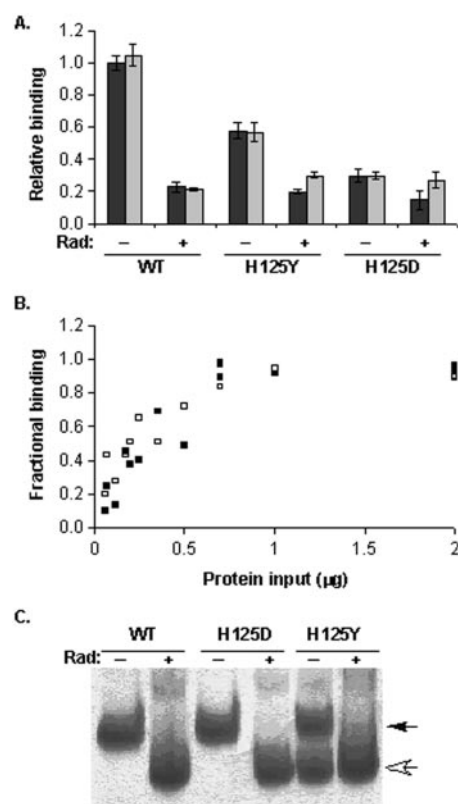 A.
Relative binding
1.2
1.0
0.8
0.6
0.4
0.2
0.0
Rad: – + – + – +
WT H125Y H125D
B.
Fractional binding
1.2
1.0
0.8
0.6
0.4
0.2
0.0
0 0.5 1 1.5 2
Protein input (µg)
C.
WT H125D H125Y
Rad: – + – + – +